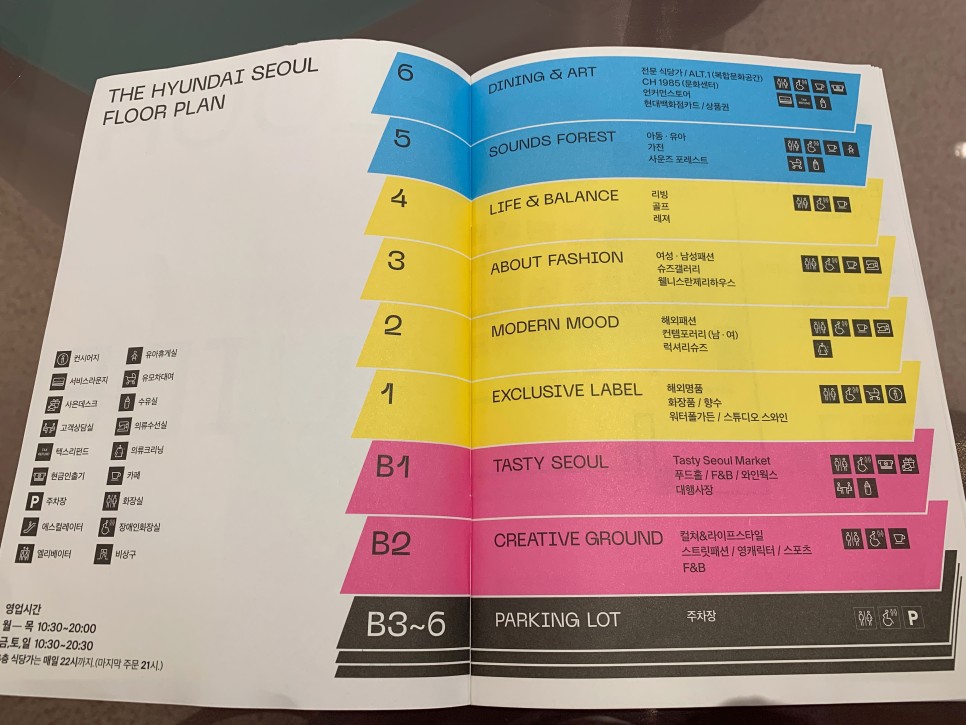 THE HYUNDAI SEOUL
FLOOR PLAN
컨시어지
서비스라운지
사은데스크
고객상담실
택스리펀드
현금인출기
P 주차장
에스컬레이터
엘리베이터
유아휴게실
유모차대여
수유실
의류수선실
의류크리닝
카페
화장실
장애인화장실
비상구
영업시간
월 — 목 10:30~20:00
금,토,일 10:30~20:30
층 식당가는 매일 22시까지.(마지막 주문 21시.)
6 DINING & ART
전문 식당가 / ALT.1 (복합문화공간)
CH 1985 (문화센터)
언커먼스토어
현대백화점카드 / 상품권
5 SOUNDS FOREST
아동 · 유아
가전
사운즈 포레스트
4 LIFE & BALANCE
리빙
골프
레저
3 ABOUT FASHION
여성 · 남성패션
슈즈갤러리
웰니스란제리하우스
2 MODERN MOOD
해외패션
컨템포러리 (남 · 여)
럭셔리슈즈
1 EXCLUSIVE LABEL
해외명품
화장품 / 향수
워터폴가든 / 스튜디오 스와인
B1 TASTY SEOUL
Tasty Seoul Market
푸드홀 / F&B / 와인웍스
대행사장
B2 CREATIVE GROUND
컬쳐&라이프스타일
스트릿패션 / 영캐릭터 / 스포츠
F&B
B3~6 PARKING LOT
주차장
P